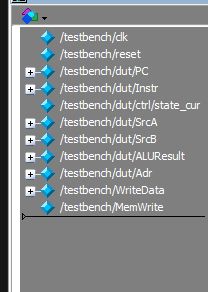 /testbench/clk
/testbench/reset
/testbench/dut/PC
/testbench/dut/Instr
/testbench/dut/ctrl/state_cur
/testbench/dut/SrcA
/testbench/dut/SrcB
/testbench/dut/ALUResult
/testbench/dut/Adr
/testbench/WriteData
/testbench/MemWrite